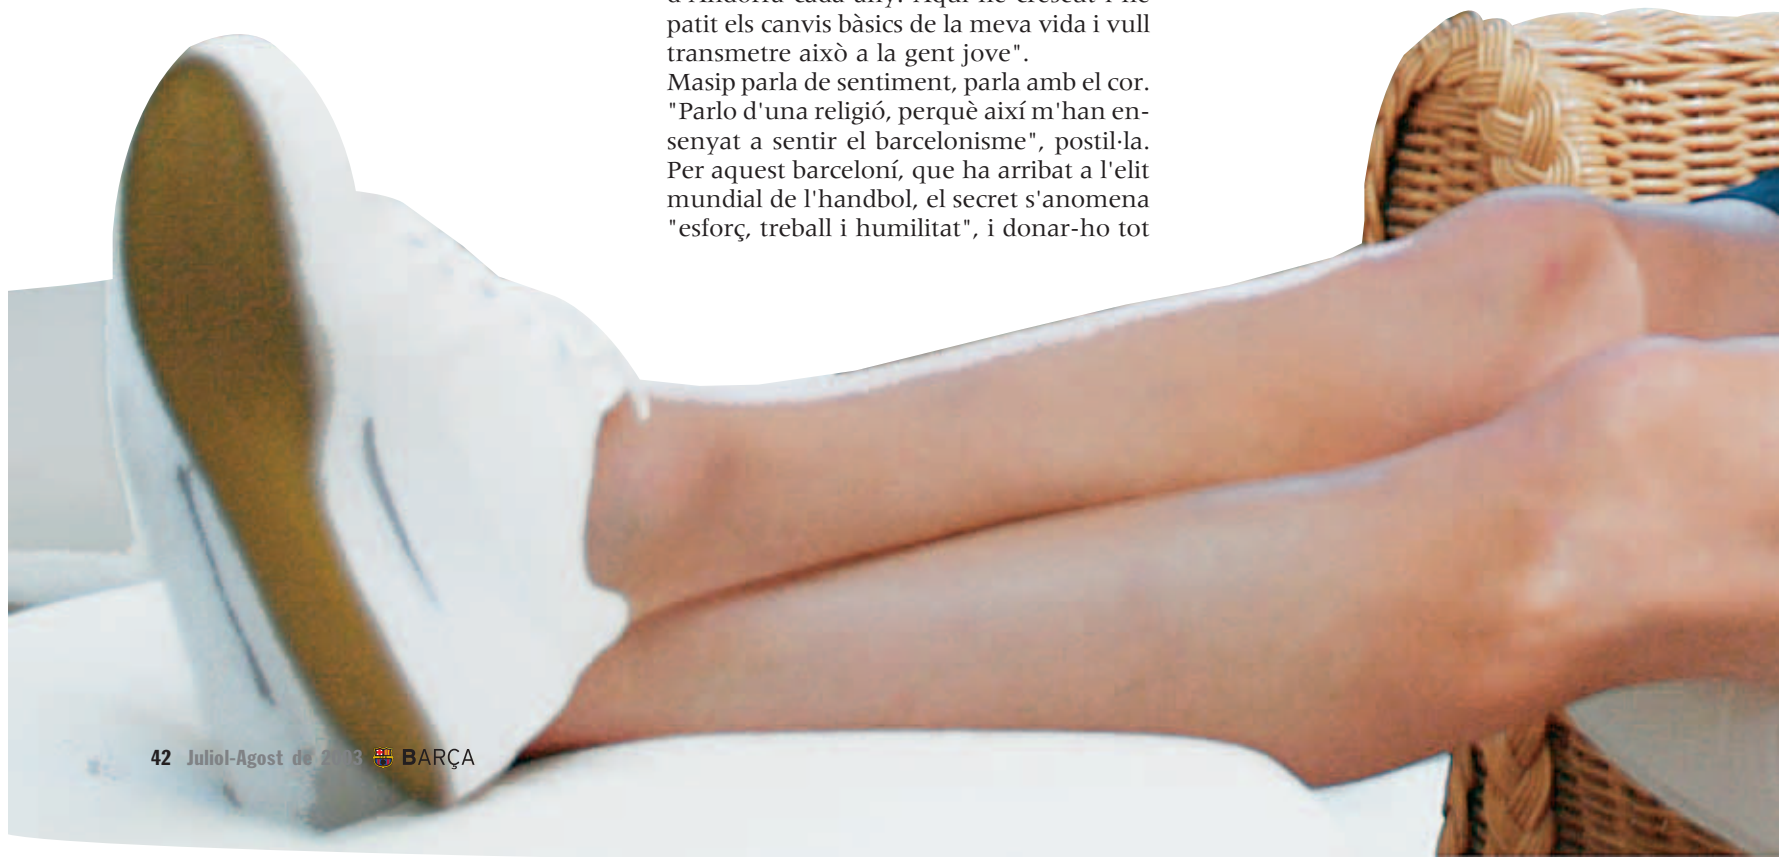 patit els canvis bàsics de la meva vida i vull
transmetre això a la gent jove".
Masip parla de sentiment, parla amb el cor.
"Parlo d'una religió, perquè així m'han en-
senyat a sentir el barcelonisme", postil·la.
Per aquest barceloní, que ha arribat a l'elit
mundial de l'handbol, el secret s'anomena
"esforç, treball i humilitat", i donar-ho tot
42 Juliol-Agost de 2003 BARÇA